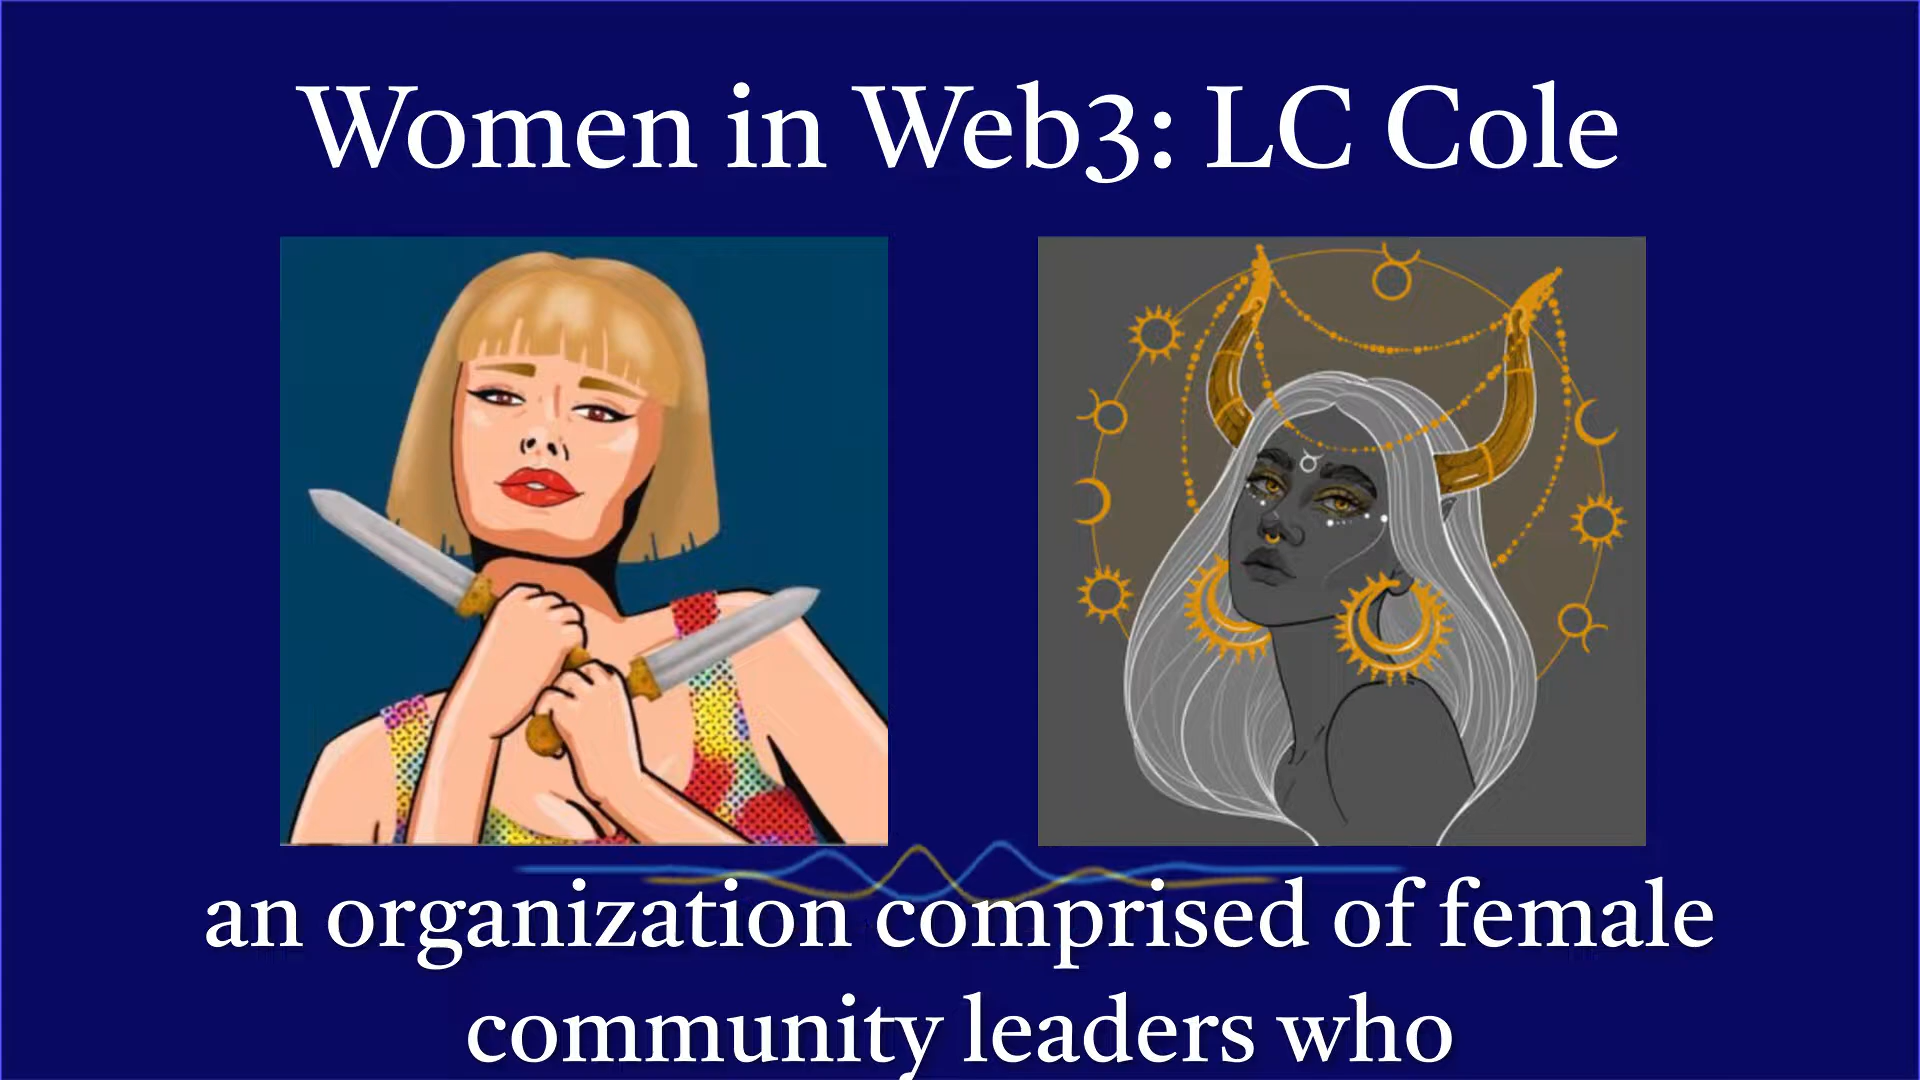 Women in Web3: LC Cole
an organization comprised of female
community leaders who